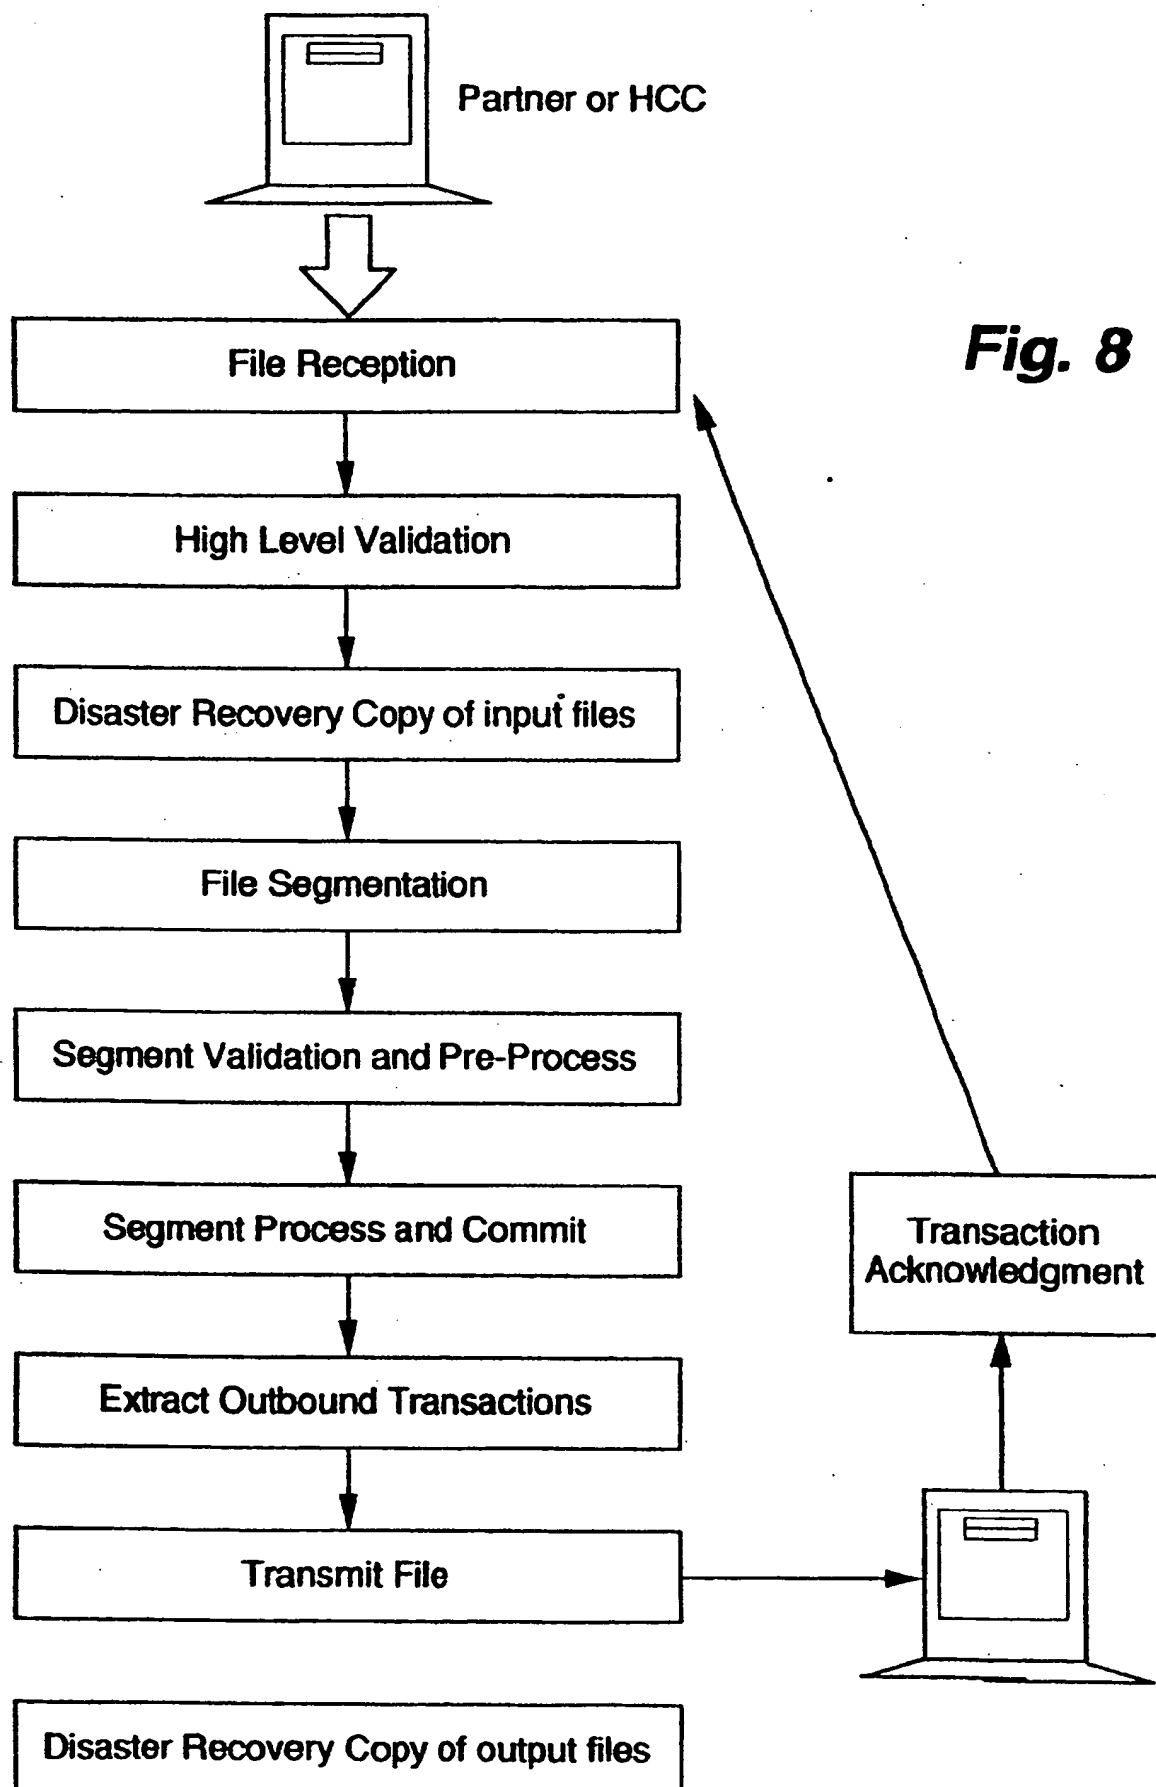 Partner or HCC
Fig. 8
File Reception
High Level Validation
Disaster Recovery Copy of input files
File Segmentation
Segment Validation and Pre-Process
Segment Process and Commit
Transaction
Acknowledgment
Extract Outbound Transactions
Transmit File
Disaster Recovery Copy of output files